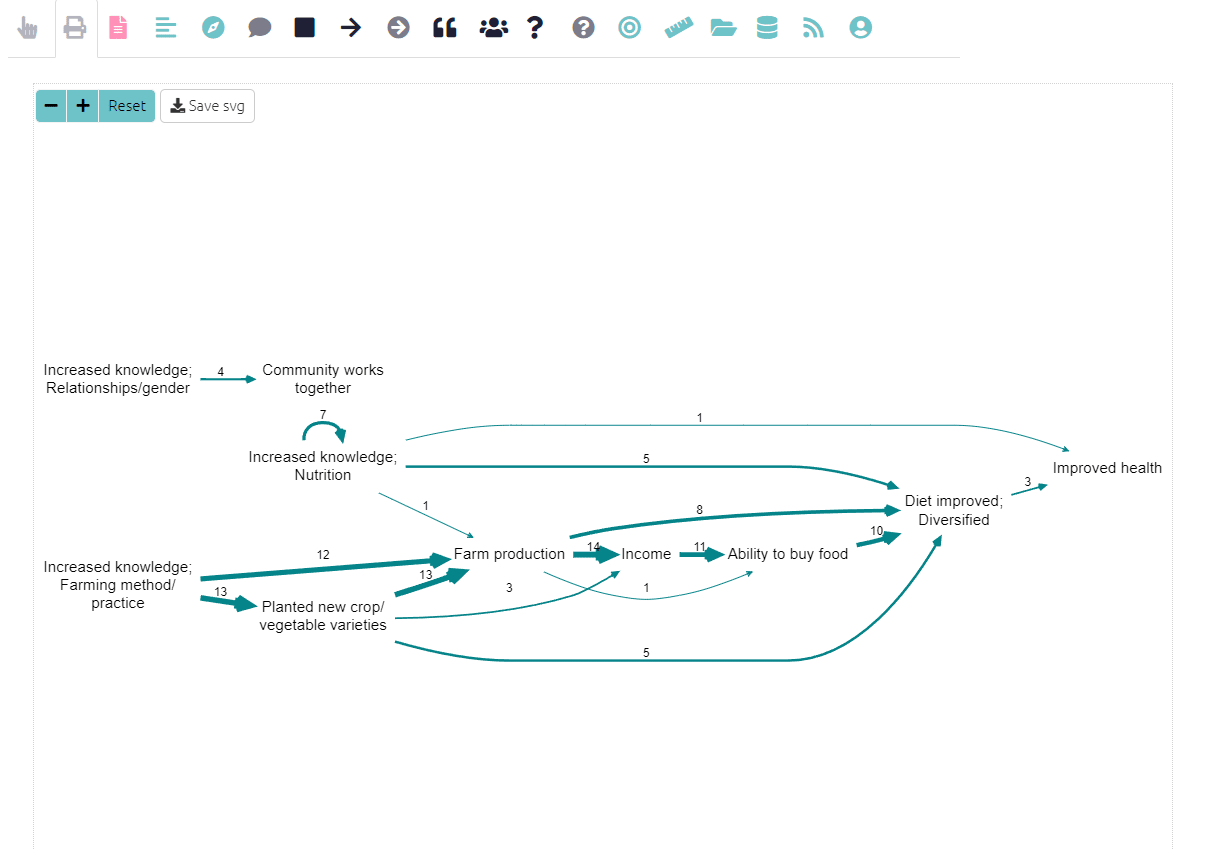 Reset
Save svg
Increased knowledge;
Relationships/gender
4
Community works
together
7
Increased knowledge;
Nutrition
1
5
1
Improved health
3
Diet improved;
Diversified
8
10
Increased knowledge;
Farming method/
practice
12
13
13
Farm production
14
Income
11
Ability to buy food
3
1
Planted new crop/
vegetable varieties
5